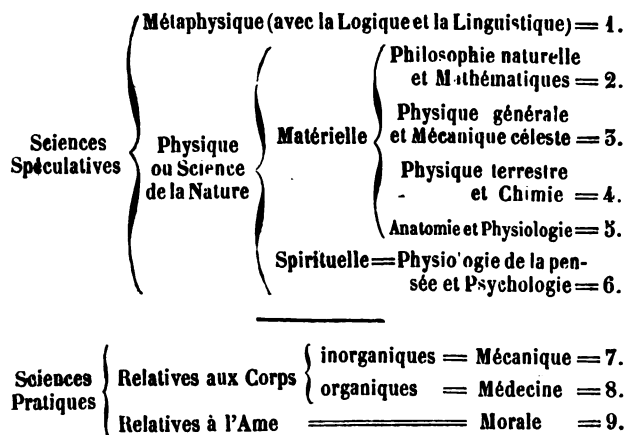 Métaphysique (avec la Logique et la Linguistique) = 1.
Philosophie naturelle
et Mathématiques = 2.
Physique générale
et Mécanique céleste = 3.
Sciences
Spéculatives
Physique
ou Science
de la Nature
Matérielle
Physique terrestre
et Chimie = 4.
Anatomie et Physiologie = 5.
Spirituelle = Physiologie de la pen-
sée et Psychologie = 6.
Sciences
Pratiques
Relatives aux Corps
inorganiques = Mécanique = 7.
organiques = Médecine = 8.
Relatives à l'Ame = Morale = 9.